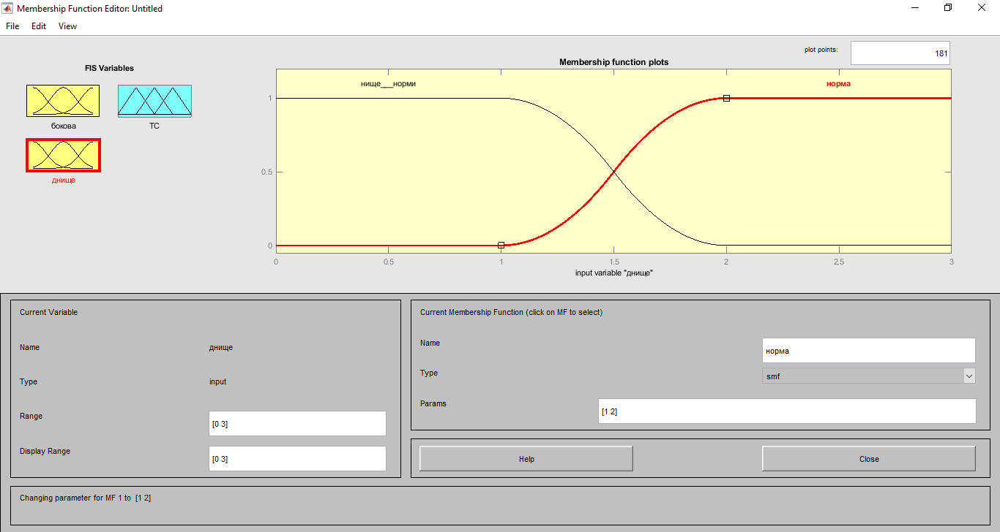 Membership Function Editor: Untitled
File Edit View
plot points: 181
FIS Variables
Membership function plots
бокова
TC
днище
нище___норми
норма
1
0.5
0
0 0.5 1 1.5 2 2.5 3
input variable "днище"
Current Variable
Name днище
Type input
Range [0 3]
Display Range [0 3]
Current Membership Function (click on MF to select)
Name норма
Type smf
Params [1 2]
Help Close
Changing parameter for MF 1 to [1 2]